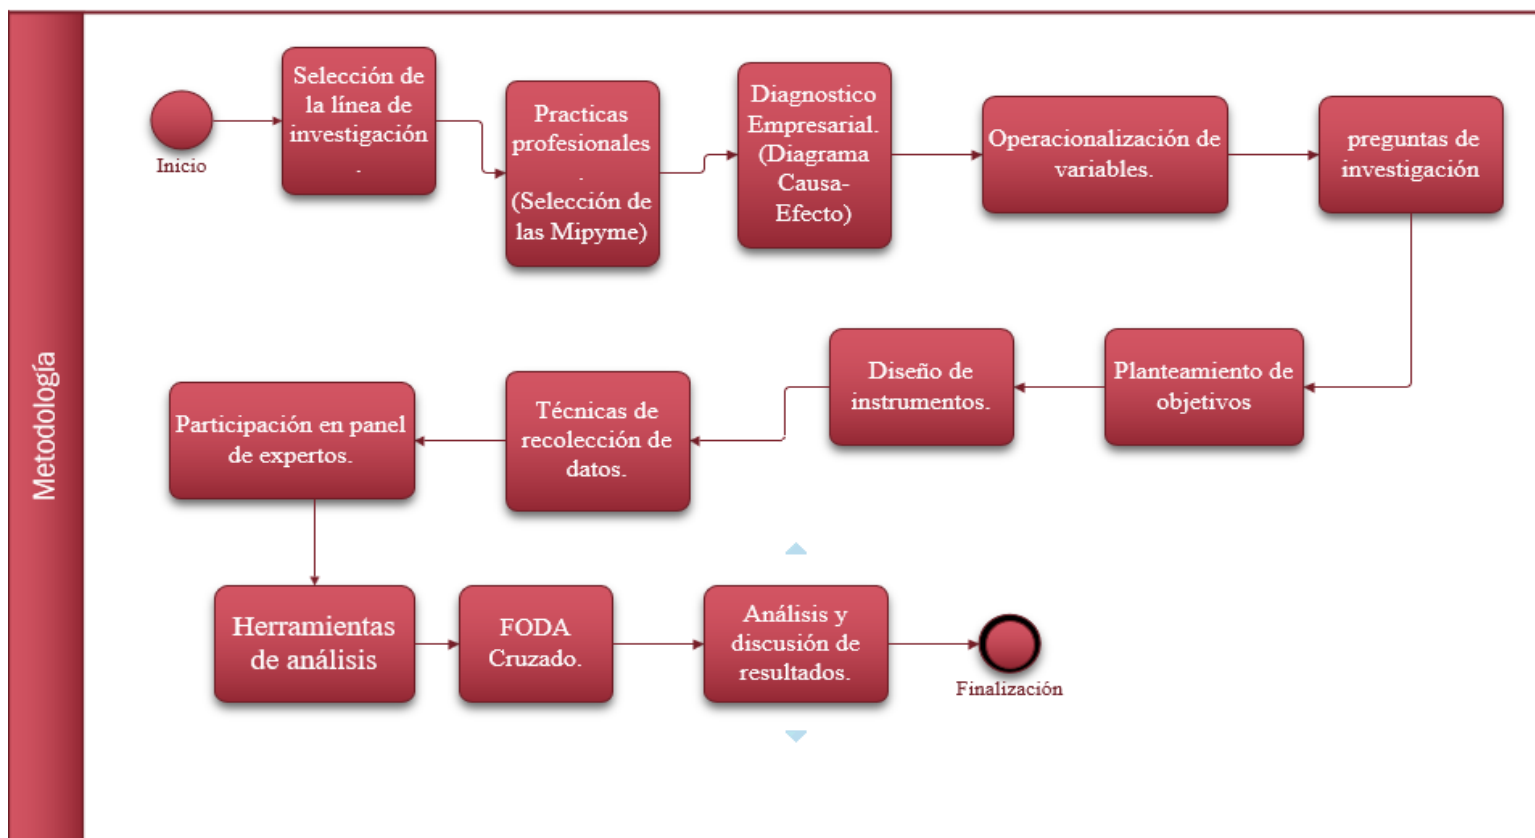 Metodología
Inicio
Selección de
la línea de
investigación
.
Practicas
profesionales
.
(Selección de
las Mipyme)
Diagnostico
Empresarial.
(Diagrama
Causa-
Efecto)
Operacionalización de
variables.
preguntas de
investigación
Planteamiento de
objetivos
Diseño de
instrumentos.
Técnicas de
recolección de
datos.
Participación en panel
de expertos.
Herramientas
de análisis
FODA
Cruzado.
Análisis y
discusión de
resultados.
Finalización